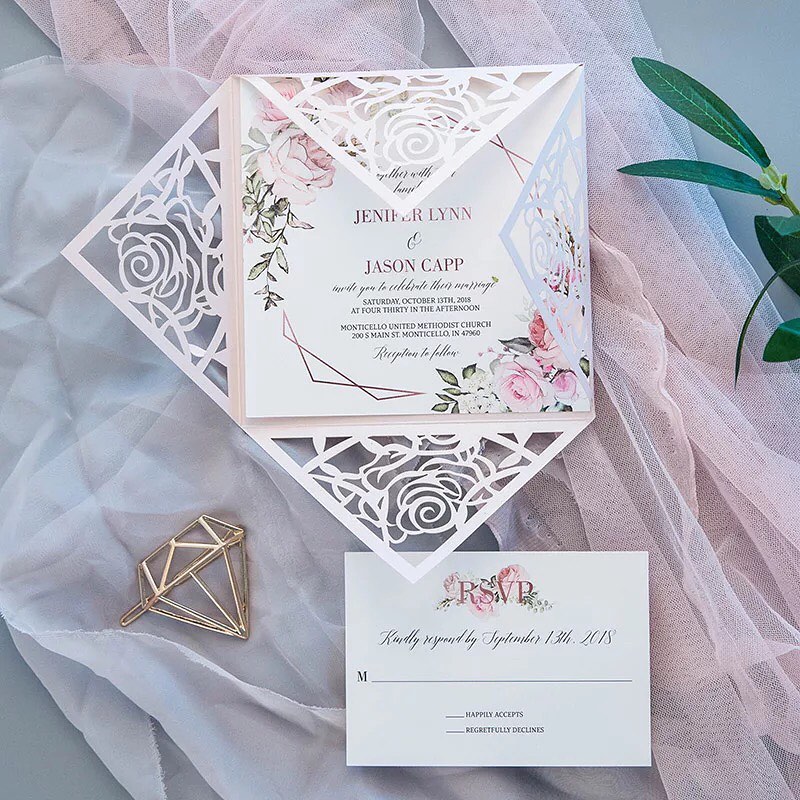 with
JENIFER LYNN
&
JASON CAPP
invite you to celebrate their marriage
SATURDAY, OCTOBER 13TH, 2018
AT FOUR THIRTY IN THE AFTERNOON
MONTICELLO UNITED METHODIST CHURCH
200 S MAIN ST. MONTICELLO, IN 47960
Reception to follow
RSVP
Kindly respond by September 13th, 2018
M
HAPPILY ACCEPTS
REGRETFULLY DECLINES